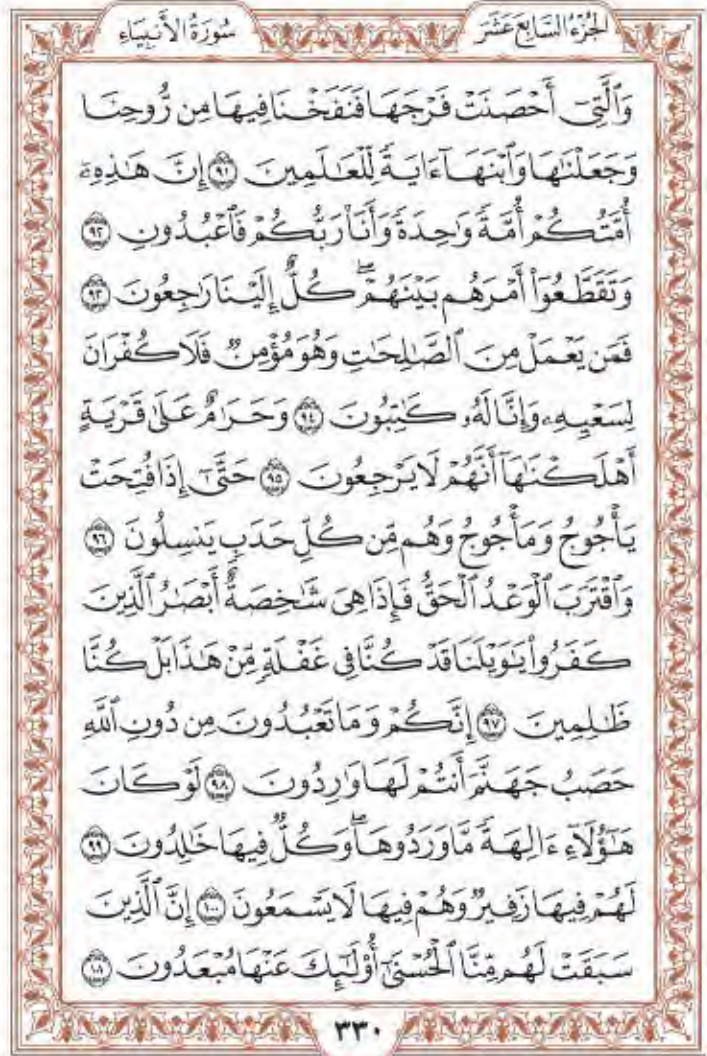 الجُزْءُ السَّابِعَ عَشَرَ
سُورَةُ الأَنبِيَاءِ
وَٱلَّتِيٓ أَحۡصَنَتۡ فَرۡجَهَا فَنَفَخۡنَا فِيهَا مِن رُّوحِنَا
وَجَعَلۡنَٰهَا وَٱبۡنَهَآ ءَايَةٗ لِّلۡعَٰلَمِينَ ٩١ إِنَّ هَٰذِهِۦٓ
أُمَّتُكُمۡ أُمَّةٗ وَٰحِدَةٗ وَأَنَا۠ رَبُّكُمۡ فَٱعۡبُدُونِ ٩٢
وَتَقَطَّعُوٓاْ أَمۡرَهُم بَيۡنَهُمۡۖ كُلٌّ إِلَيۡنَا رَٰجِعُونَ ٩٣
فَمَن يَعۡمَلۡ مِنَ ٱلصَّٰلِحَٰتِ وَهُوَ مُؤۡمِنٞ فَلَا كُفۡرَانَ
لِسَعۡيِهِۦ وَإِنَّا لَهُۥ كَٰتِبُونَ ٩٤ وَحَرَٰمٌ عَلَىٰ قَرۡيَةٍ
أَهۡلَكۡنَٰهَآ أَنَّهُمۡ لَا يَرۡجِعُونَ ٩٥ حَتَّىٰٓ إِذَا فُتِحَتۡ
يَأۡجُوجُ وَمَأۡجُوجُ وَهُم مِّن كُلِّ حَدَبٖ يَنسِلُونَ ٩٦
وَٱقۡتَرَبَ ٱلۡوَعۡدُ ٱلۡحَقُّ فَإِذَا هِيَ شَٰخِصَةٌ أَبۡصَٰرُ ٱلَّذِينَ
كَفَرُواْ يَٰوَيۡلَنَا قَدۡ كُنَّا فِي غَفۡلَةٖ مِّنۡ هَٰذَا بَلۡ كُنَّا
ظَٰلِمِينَ ٩٧ إِنَّكُمۡ وَمَا تَعۡبُدُونَ مِن دُونِ ٱللَّهِ
حَصَبُ جَهَنَّمَ أَنتُمۡ لَهَا وَٰرِدُونَ ٩٨ لَوۡ كَانَ
هَٰٓؤُلَآءِ ءَالِهَةٗ مَّا وَرَدُوهَاۖ وَكُلّٞ فِيهَا خَٰلِدُونَ ٩٩
لَهُمۡ فِيهَا زَفِيرٞ وَهُمۡ فِيهَا لَا يَسۡمَعُونَ ١٠٠ إِنَّ ٱلَّذِينَ
سَبَقَتۡ لَهُم مِّنَّا ٱلۡحُسۡنَىٰٓ أُوْلَٰٓئِكَ عَنۡهَا مُبۡعَدُونَ ١٠١
٣٣٠